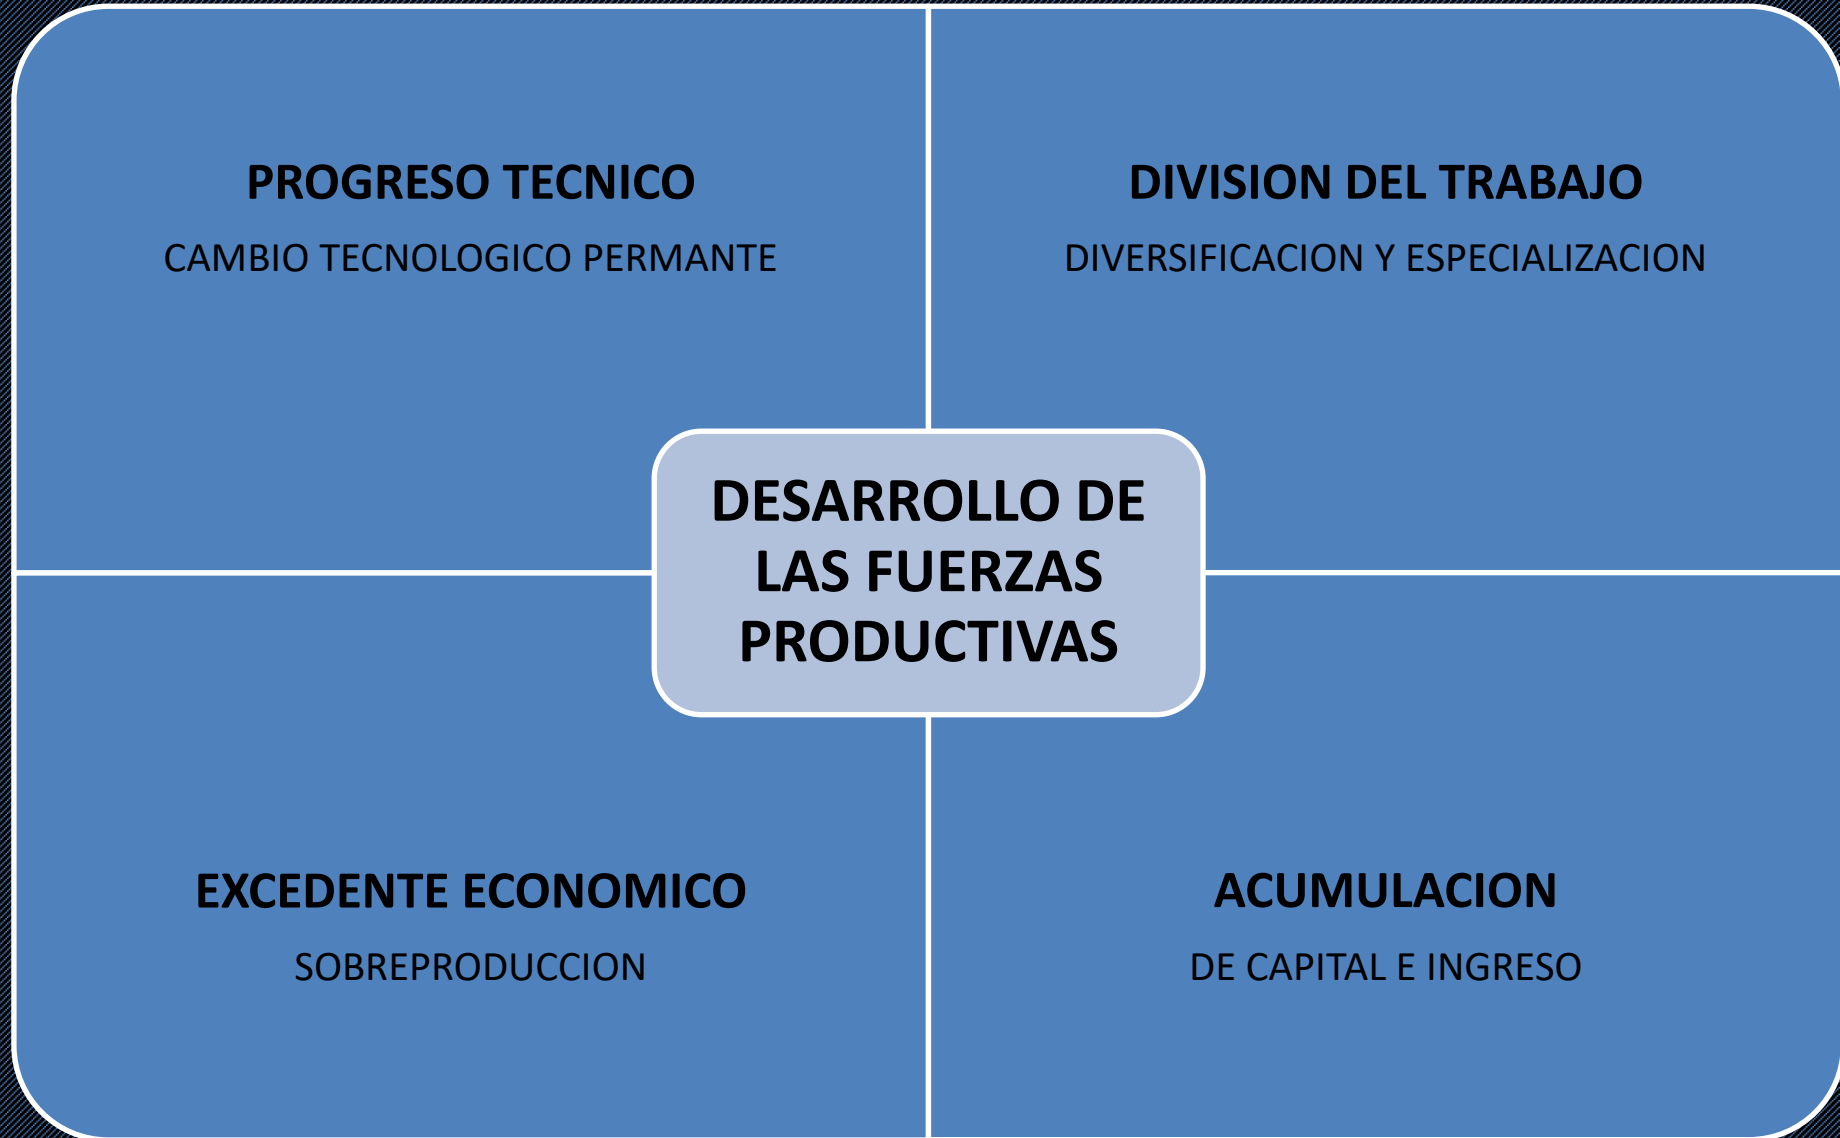 PROGRESO TECNICO
CAMBIO TECNOLOGICO PERMANTE
DIVISION DEL TRABAJO
DIVERSIFICACION Y ESPECIALIZACION
DESARROLLO DE
LAS FUERZAS
PRODUCTIVAS
EXCEDENTE ECONOMICO
SOBREPRODUCCION
ACUMULACION
DE CAPITAL E INGRESO